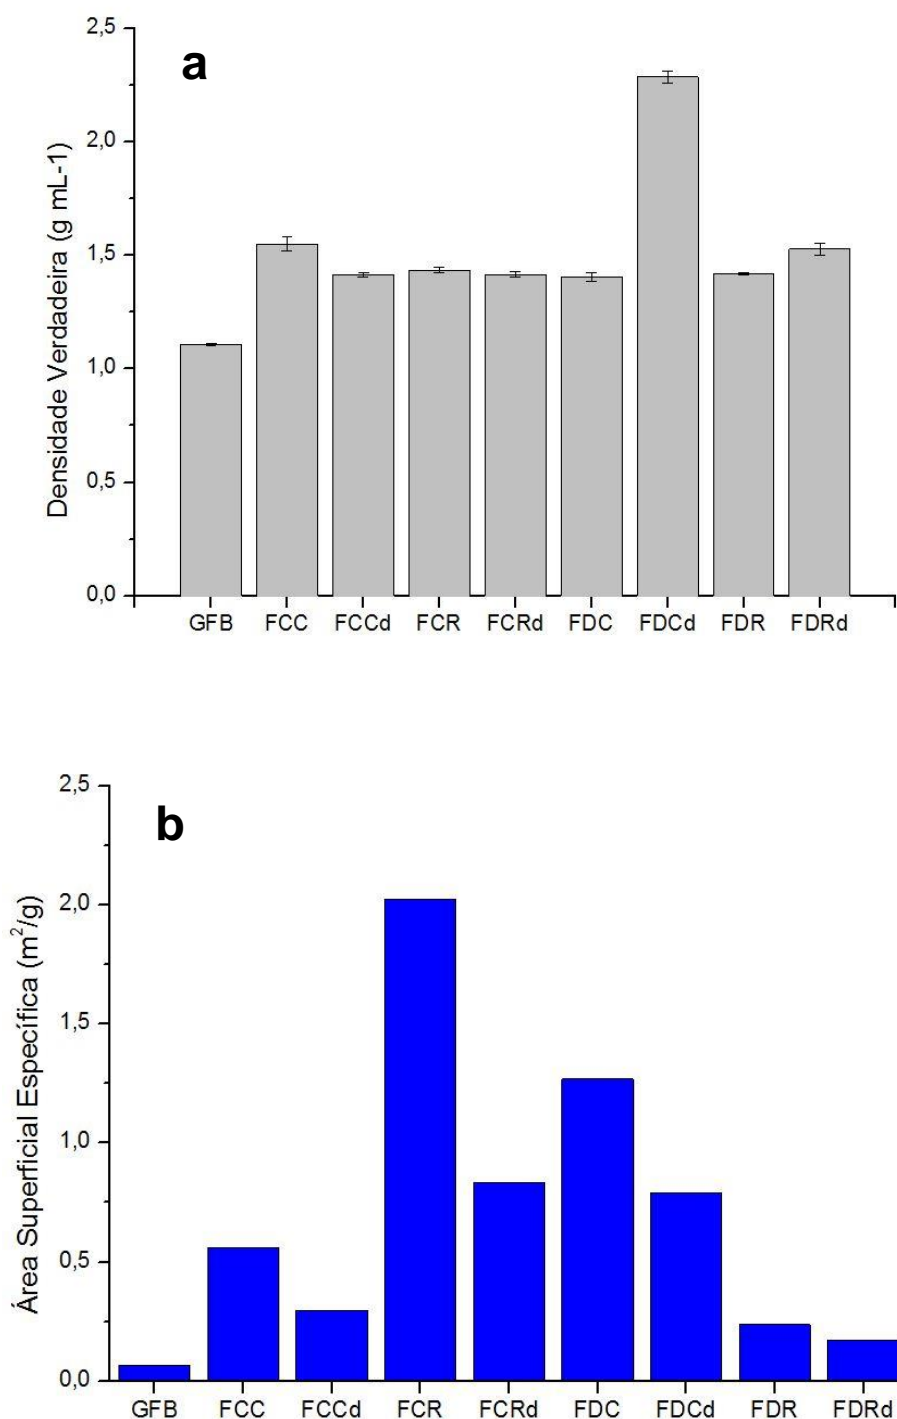 a
Densidade Verdadeira (g mL-1)
2,5
2,0
1,5
1,0
0,5
0,0
GFB FCC FCCd FCR FCRd FDC FDCd FDR FDRd
b
Área Superficial Específica (m²/g)
2,5
2,0
1,5
1,0
0,5
0,0
GFB FCC FCCd FCR FCRd FDC FDCd FDR FDRd